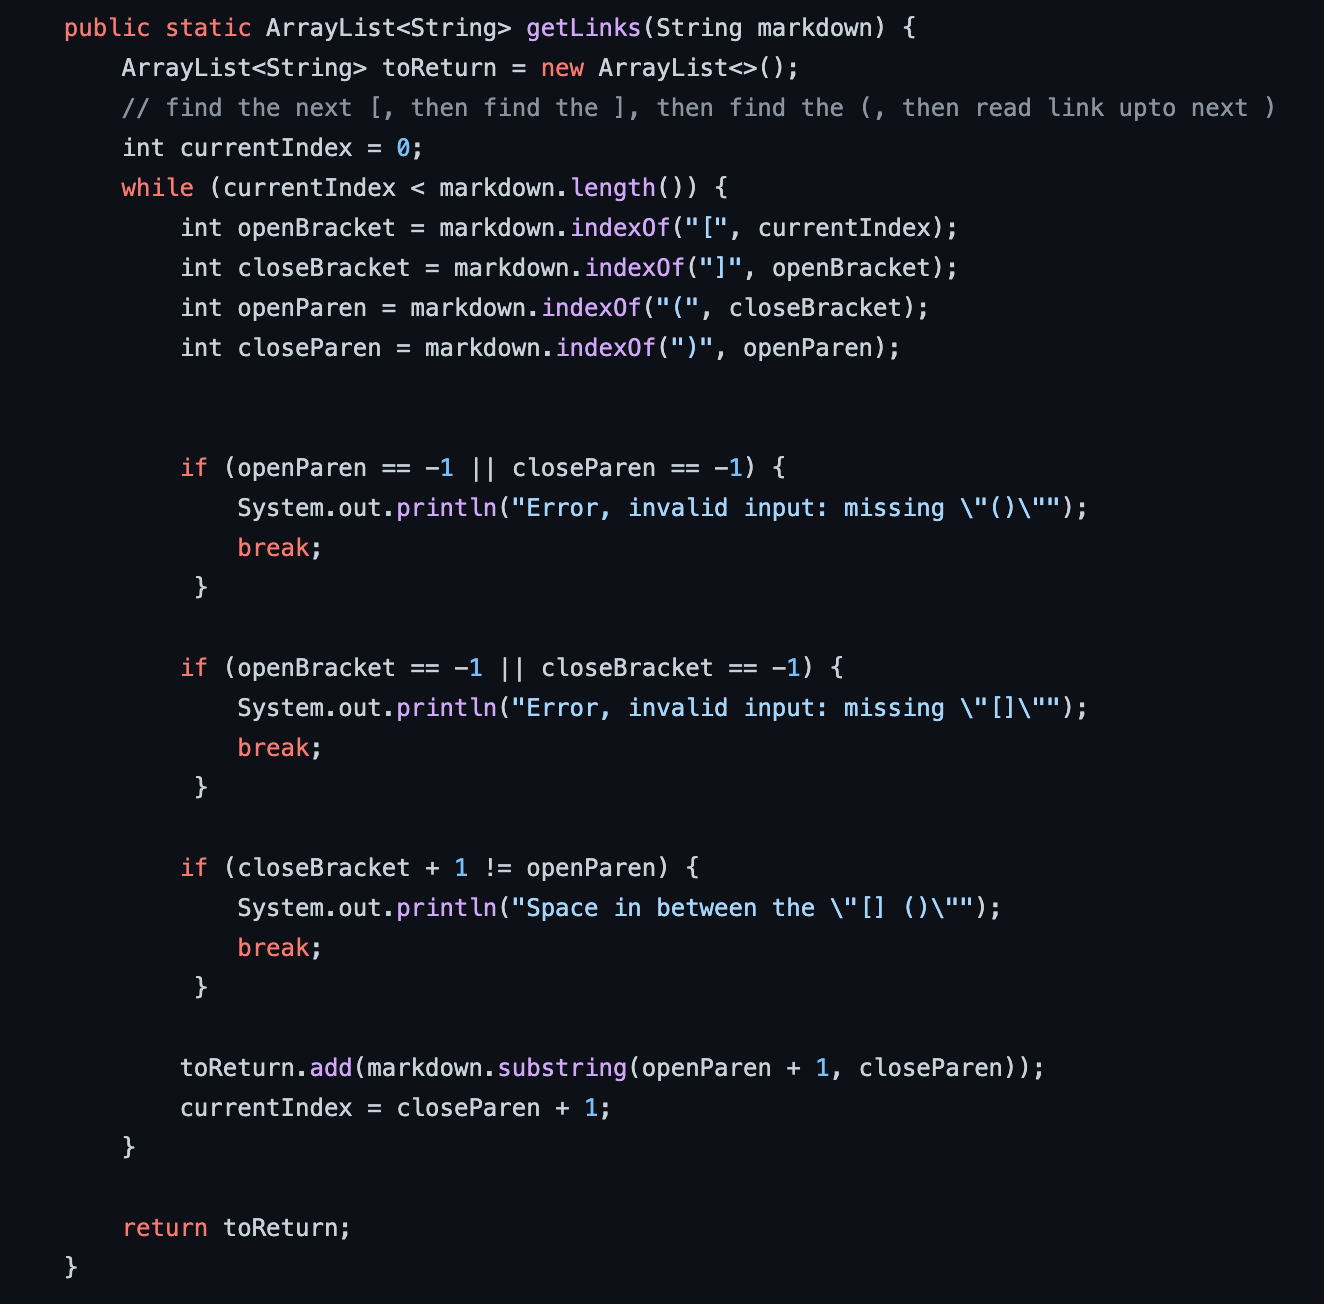 public static ArrayList<String> getLinks(String markdown) {
ArrayList<String> toReturn = new ArrayList<>();
// find the next [, then find the ], then find the (, then read link upto next )
int currentIndex = 0;
while (currentIndex < markdown.length()) {
int openBracket = markdown.indexOf("[", currentIndex);
int closeBracket = markdown.indexOf("]", openBracket);
int openParen = markdown.indexOf("(", closeBracket);
int closeParen = markdown.indexOf(")", openParen);
if (openParen == -1 || closeParen == -1) {
System.out.println("Error, invalid input: missing \"()\"");
break;
}
if (openBracket == -1 || closeBracket == -1) {
System.out.println("Error, invalid input: missing \"[]\"");
break;
}
if (closeBracket + 1 != openParen) {
System.out.println("Space in between the \"[] ()\"");
break;
}
toReturn.add(markdown.substring(openParen + 1, closeParen));
currentIndex = closeParen + 1;
}
return toReturn;
}